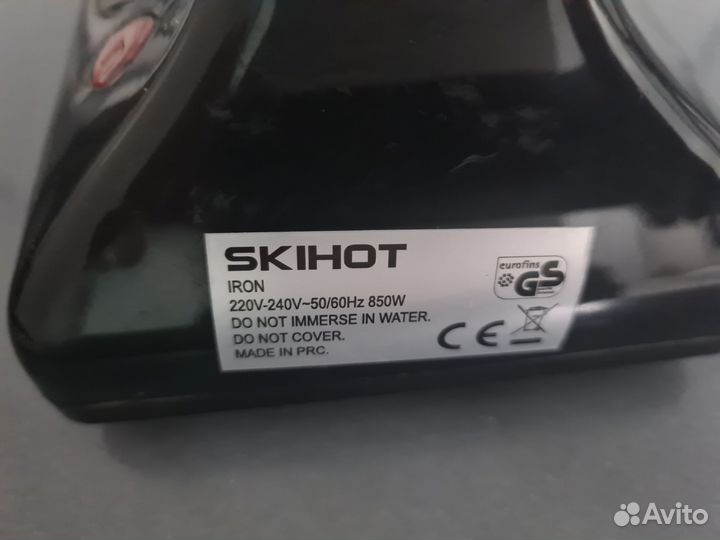 SKIHOT
IRON
220V-240V~50/60Hz 850W
DO NOT IMMERSE IN WATER.
DO NOT COVER.
MADE IN PRC.
eurofins
GS
CE
Avito